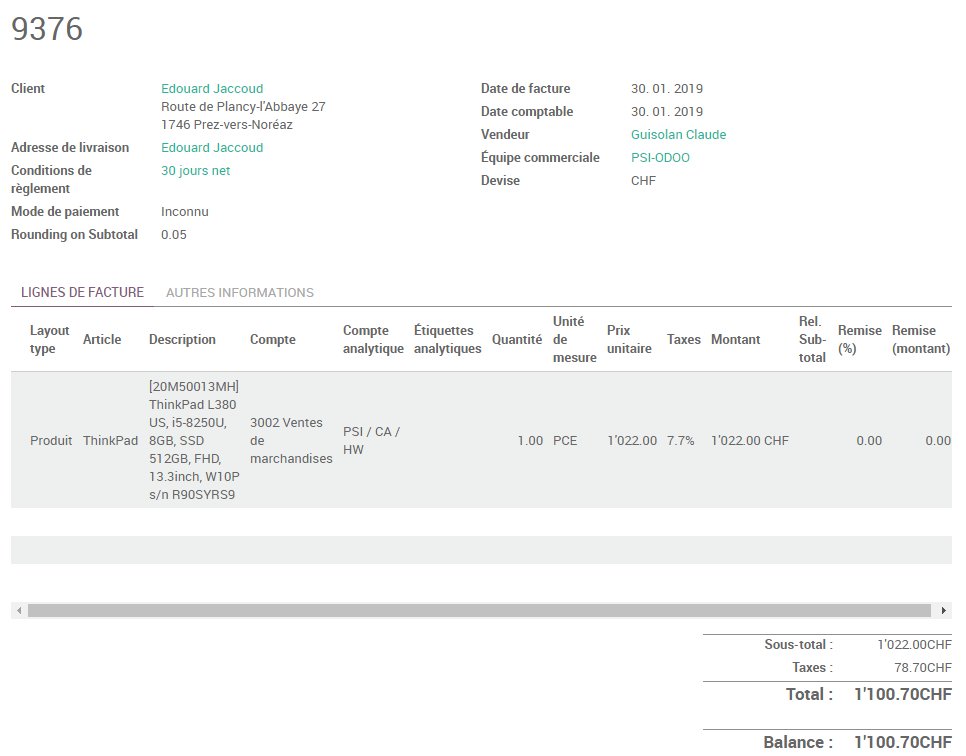 9376
Client Edouard Jaccoud
Route de Plancy-l'Abbaye 27
1746 Prez-vers-Noréaz
Adresse de livraison Edouard Jaccoud
Conditions de règlement 30 jours net
Mode de paiement Inconnu
Rounding on Subtotal 0.05
Date de facture 30. 01. 2019
Date comptable 30. 01. 2019
Vendeur Guisolan Claude
Équipe commerciale PSI-ODOO
Devise CHF
LIGNES DE FACTURE AUTRES INFORMATIONS
Layout type Article Description Compte Compte analytique Étiquettes analytiques Quantité Unité de mesure Prix unitaire Taxes Montant Rel. Sub-total Remise (%) Remise (montant)
Produit ThinkPad [20M50013MH] ThinkPad L380 US, i5-8250U, 8GB, SSD 512GB, FHD, 13.3inch, W10P s/n R90SYRS9 3002 Ventes de marchandises PSI / CA / HW 1.00 PCE 1'022.00 7.7% 1'022.00 CHF 0.00 0.00
Sous-total : 1'022.00CHF
Taxes : 78.70CHF
Total : 1'100.70CHF
Balance : 1'100.70CHF